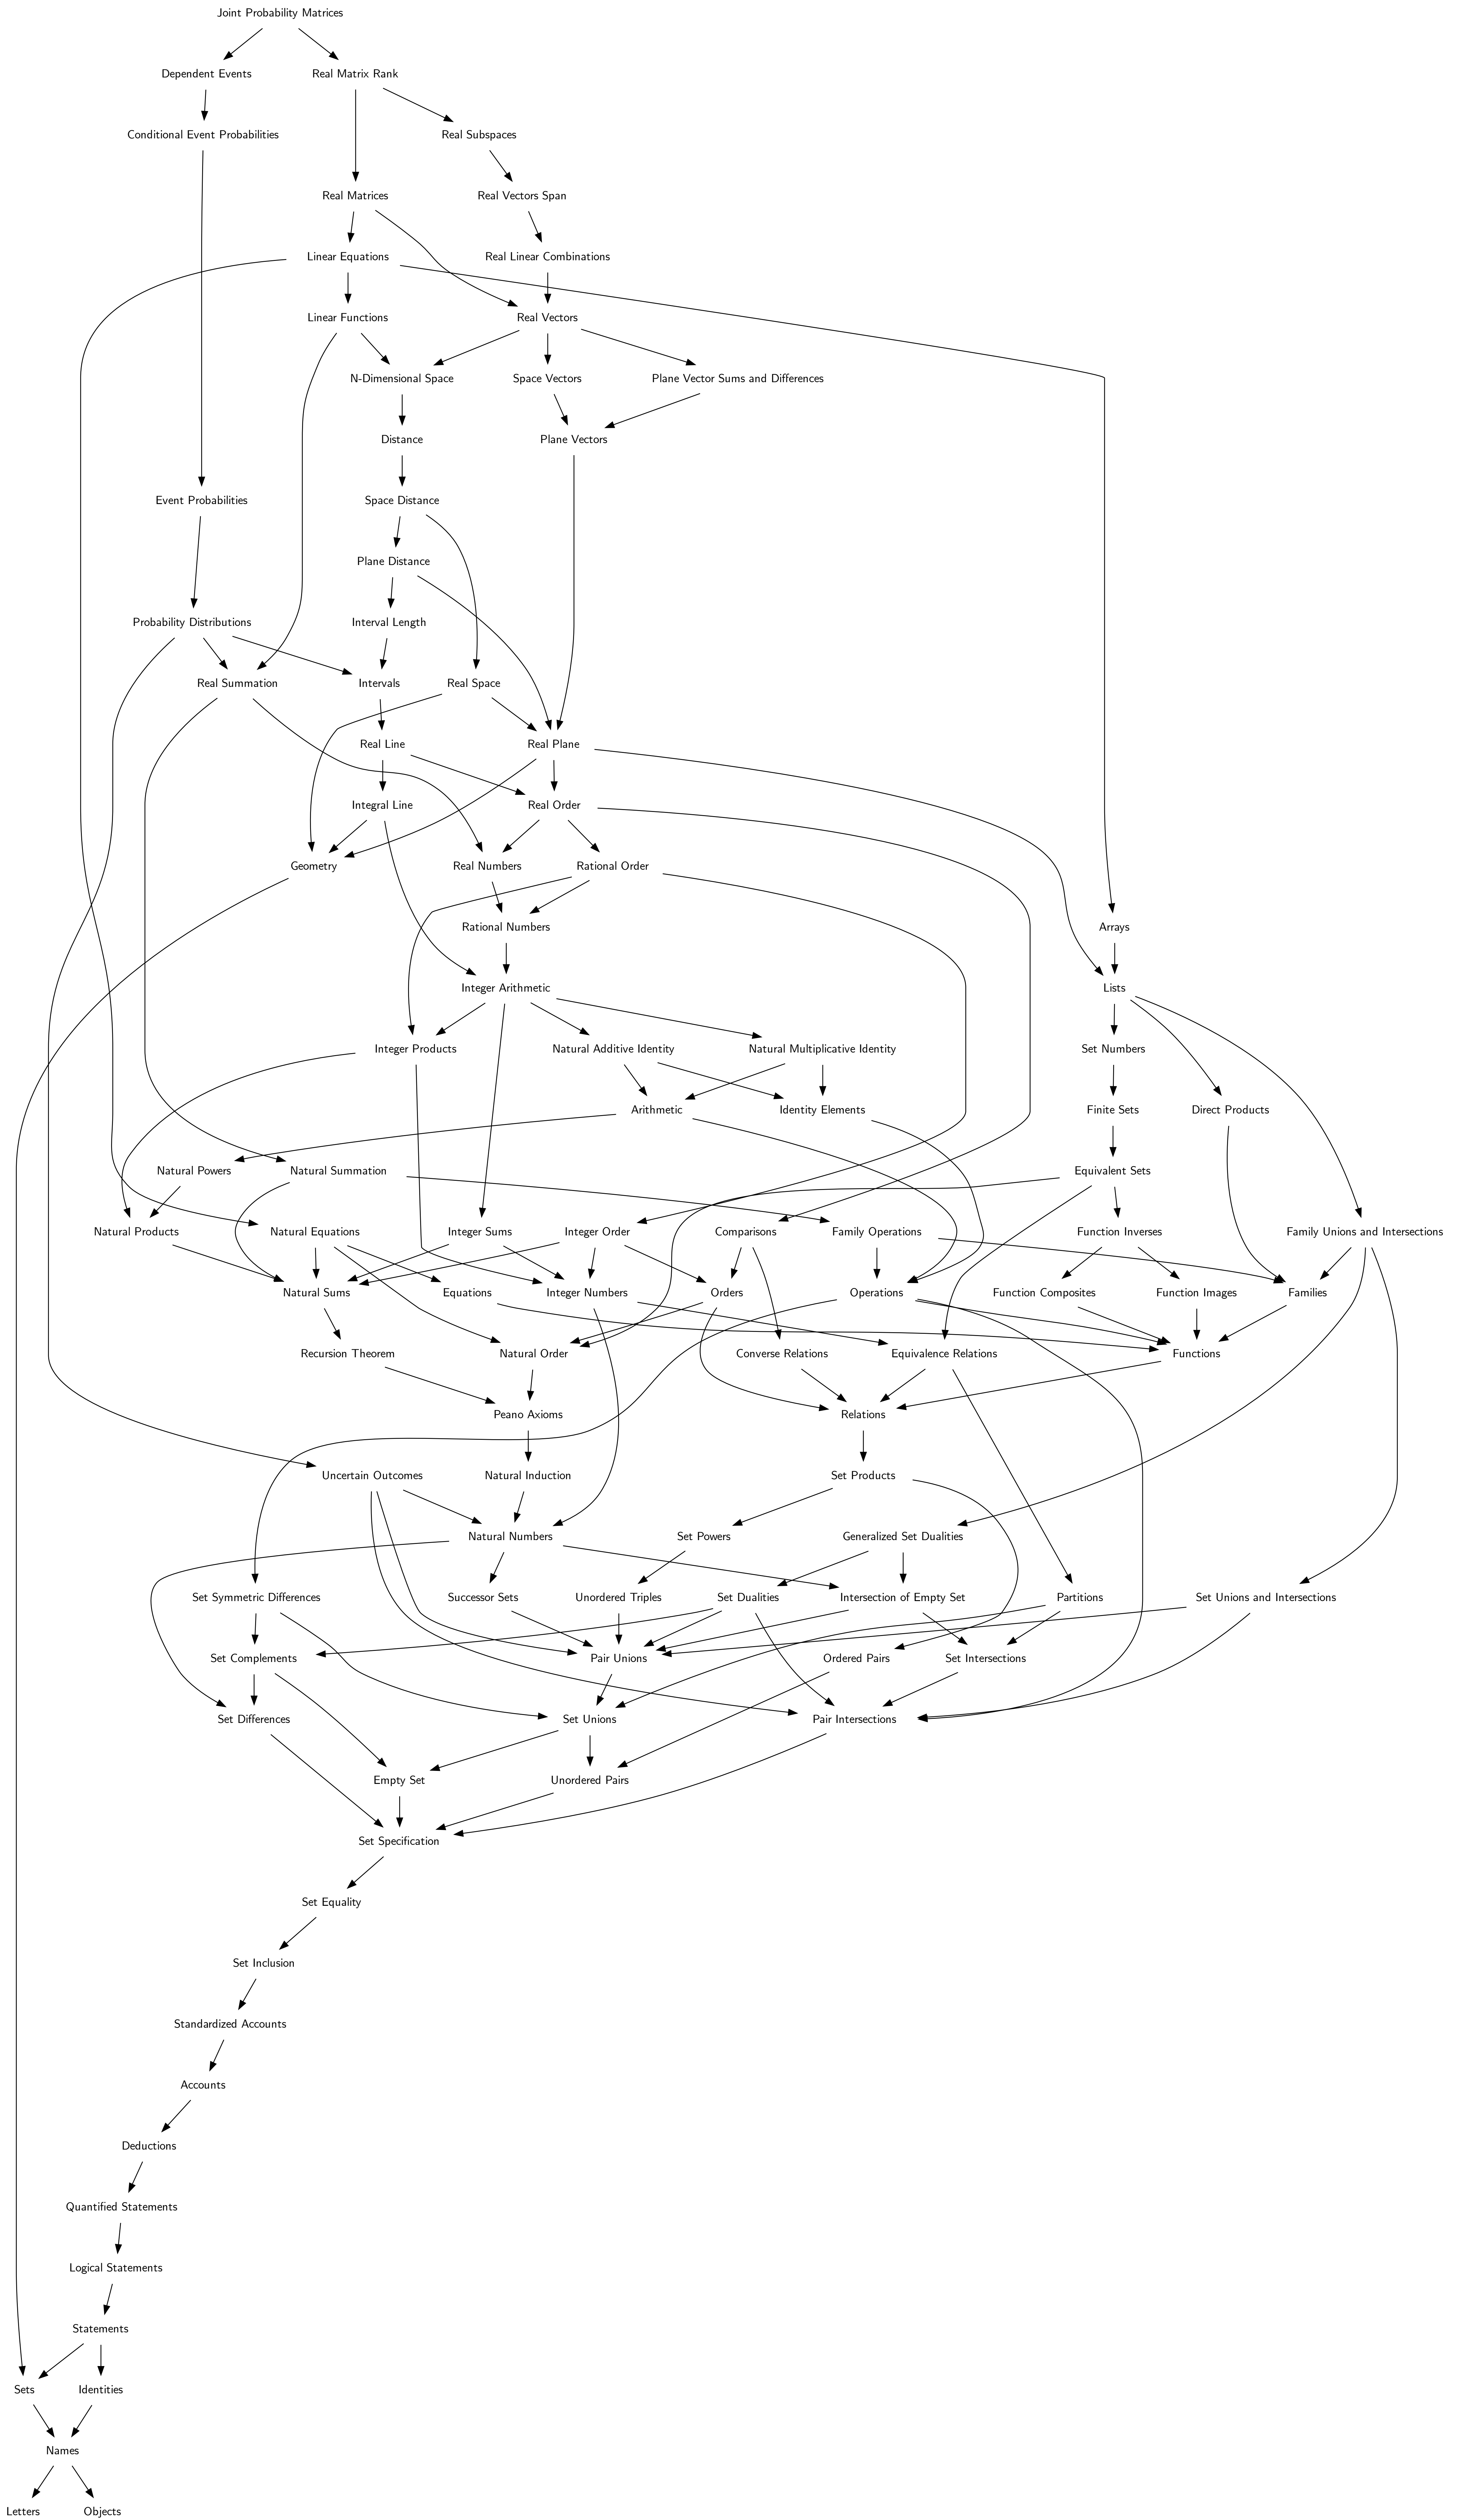 Joint Probability Matrices
Dependent Events
Real Matrix Rank
Conditional Event Probabilities
Real Subspaces
Real Matrices
Real Vectors Span
Linear Equations
Real Linear Combinations
Linear Functions
Real Vectors
N-Dimensional Space
Space Vectors
Plane Vector Sums and Differences
Distance
Plane Vectors
Event Probabilities
Space Distance
Plane Distance
Probability Distributions
Interval Length
Real Summation
Intervals
Real Space
Real Line
Real Plane
Integral Line
Real Order
Geometry
Real Numbers
Rational Order
Rational Numbers
Arrays
Integer Arithmetic
Lists
Integer Products
Natural Additive Identity
Natural Multiplicative Identity
Set Numbers
Arithmetic
Identity Elements
Finite Sets
Direct Products
Natural Powers
Natural Summation
Equivalent Sets
Natural Products
Natural Equations
Integer Sums
Integer Order
Comparisons
Family Operations
Function Inverses
Family Unions and Intersections
Natural Sums
Equations
Integer Numbers
Orders
Operations
Function Composites
Function Images
Families
Recursion Theorem
Natural Order
Converse Relations
Equivalence Relations
Functions
Peano Axioms
Relations
Uncertain Outcomes
Natural Induction
Set Products
Natural Numbers
Set Powers
Generalized Set Dualities
Set Symmetric Differences
Successor Sets
Unordered Triples
Set Dualities
Intersection of Empty Set
Partitions
Set Unions and Intersections
Set Complements
Pair Unions
Ordered Pairs
Set Intersections
Set Differences
Set Unions
Pair Intersections
Empty Set
Unordered Pairs
Set Specification
Set Equality
Set Inclusion
Standardized Accounts
Accounts
Deductions
Quantified Statements
Logical Statements
Statements
Sets
Identities
Names
Letters
Objects